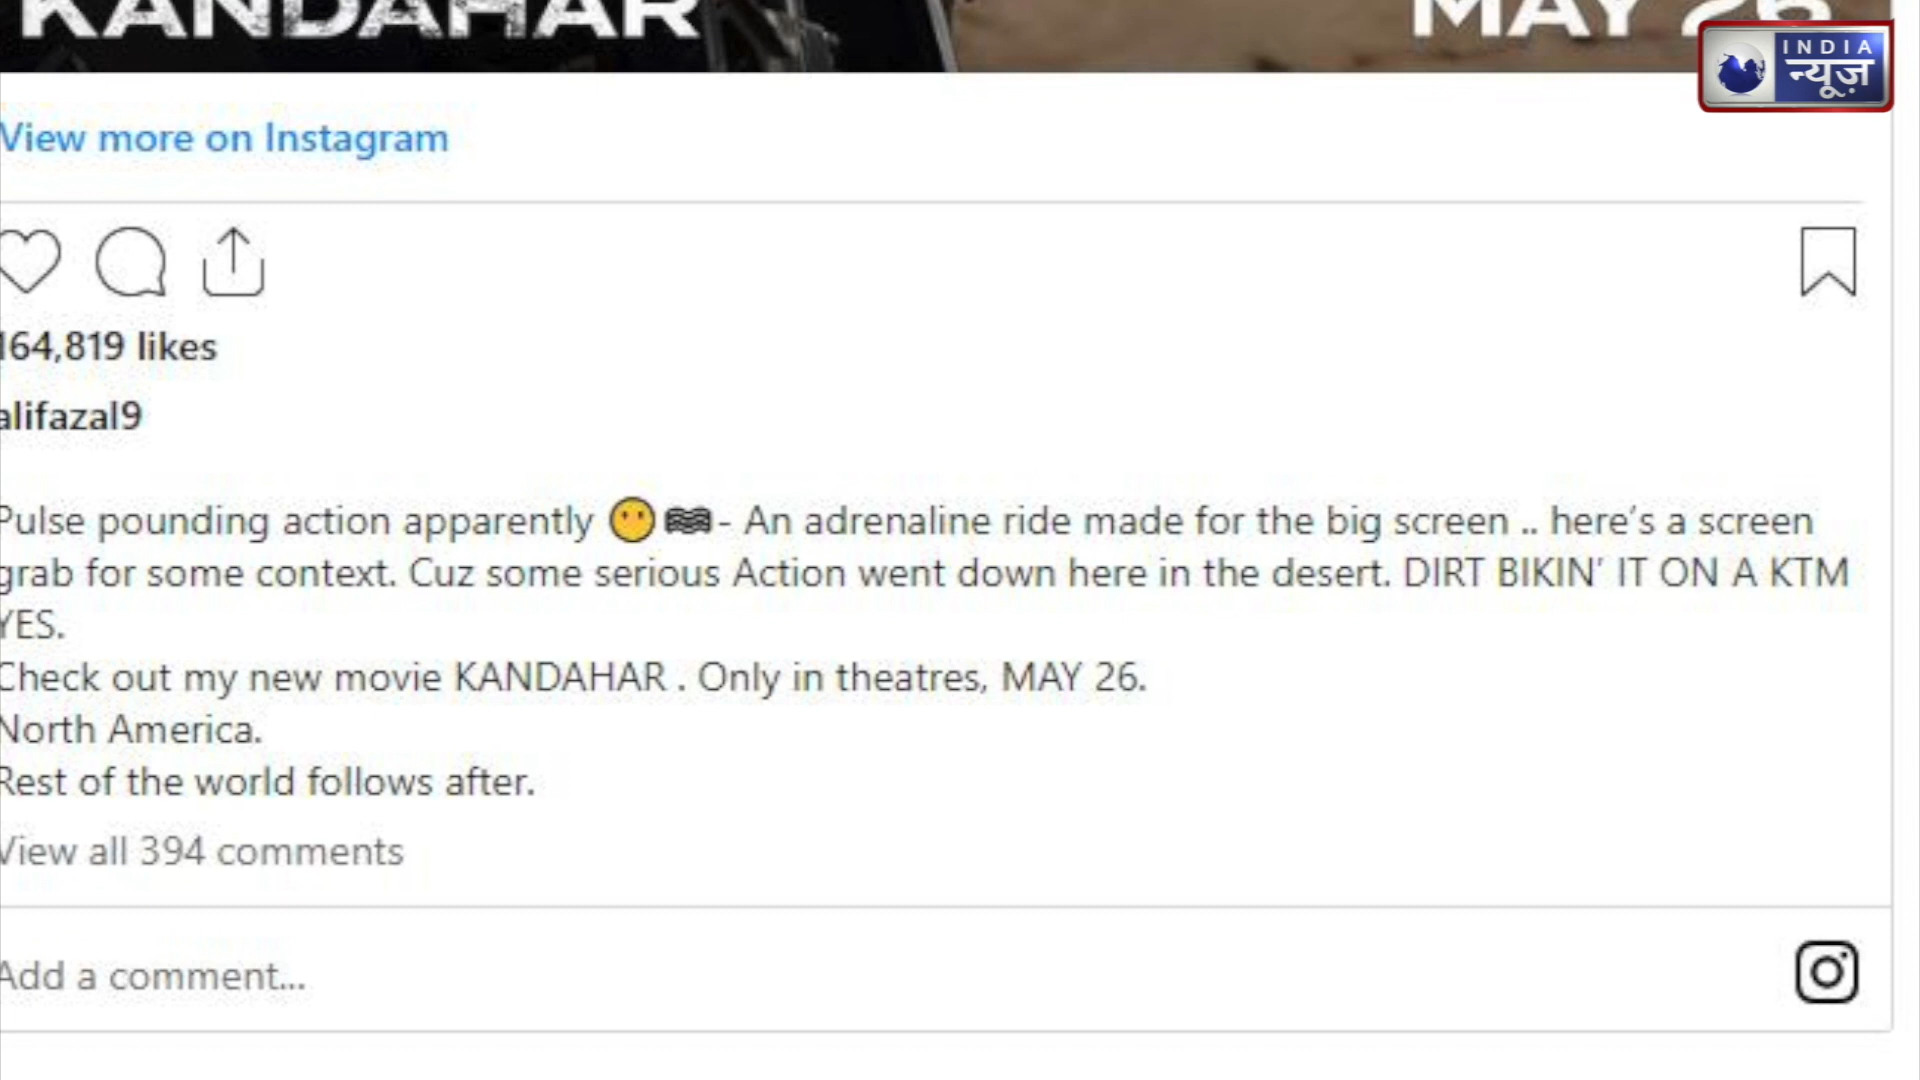 KANDAHAR
MAY 26
INDIA
न्यूज़
View more on Instagram
164,819 likes
alifazal9
Pulse pounding action apparently 😶🌫- An adrenaline ride made for the big screen .. here’s a screen
grab for some context. Cuz some serious Action went down here in the desert. DIRT BIKIN’ IT ON A KTM
YES.
Check out my new movie KANDAHAR . Only in theatres, MAY 26.
North America.
Rest of the world follows after.
View all 394 comments
Add a comment...